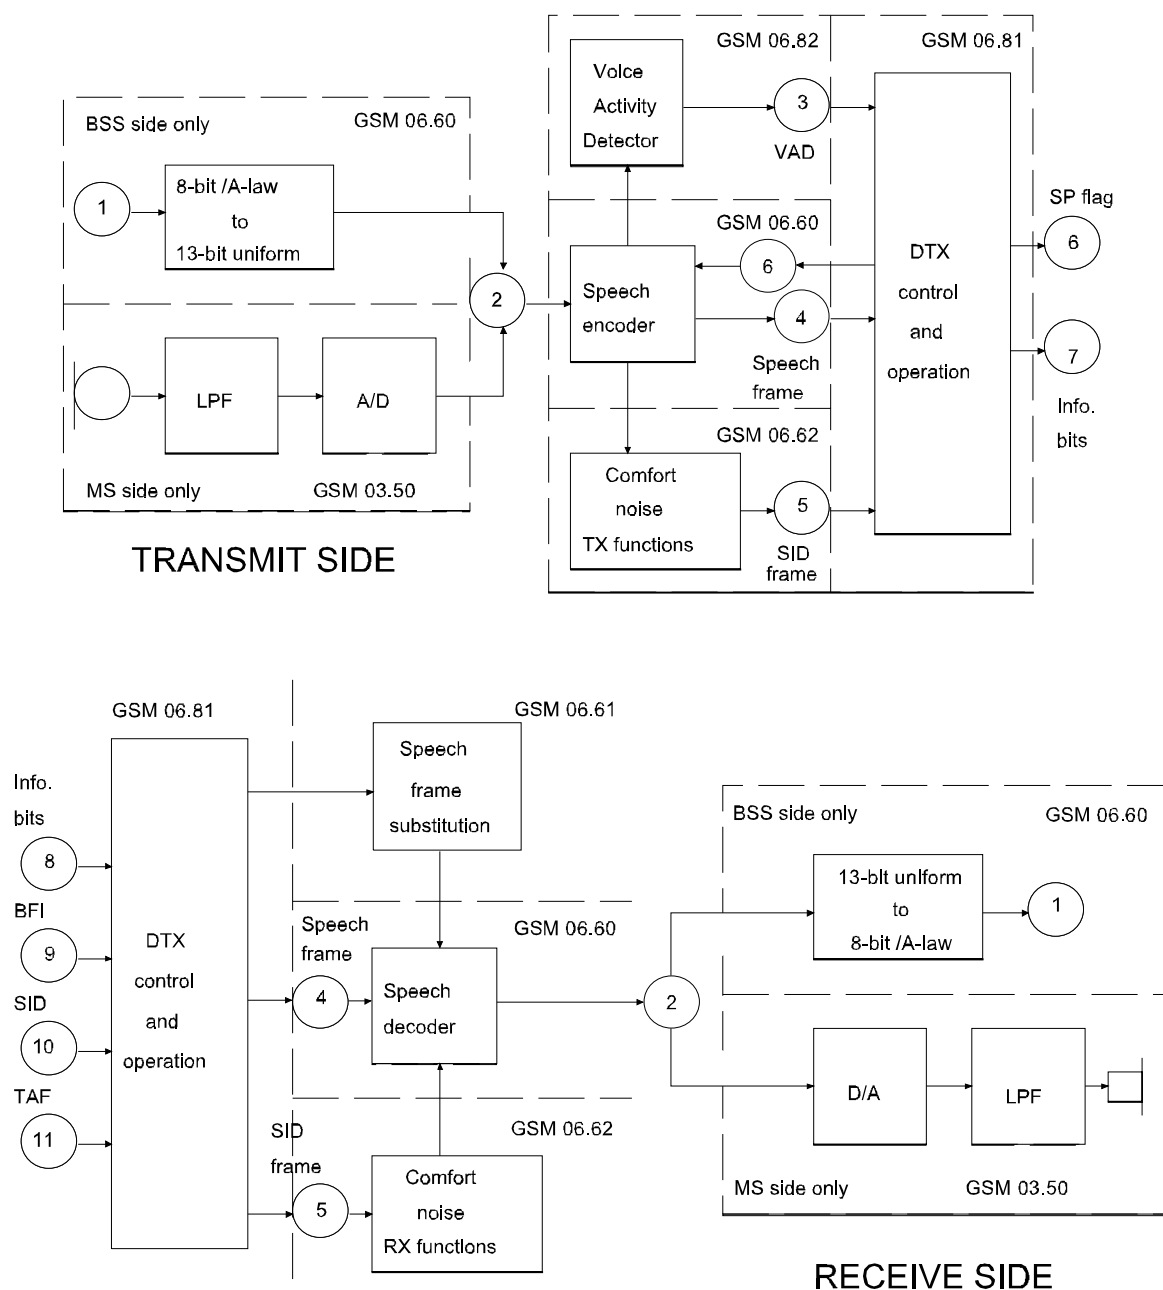 GSM 06.82
GSM 06.81
Volce
Activity
Detector
3
VAD
BSS side only
GSM 06.60
1
8-bit /A-law
to
13-bit uniform
GSM 06.60
SP flag
6
6
2
Speech
encoder
4
Speech
frame
DTX
control
and
operation
7
Info.
bits
LPF
A/D
MS side only
GSM 03.50
GSM 06.62
Comfort
noise
TX functions
5
SID
frame
TRANSMIT SIDE
GSM 06.81
GSM 06.61
Speech
frame
substitution
Info.
bits
8
BFI
9
SID
10
TAF
11
DTX
control
and
operation
Speech
frame
GSM 06.60
4
Speech
decoder
2
BSS side only
GSM 06.60
13-blt unlform
to
8-bit /A-law
1
D/A
LPF
MS side only
GSM 03.50
SID
frame
GSM 06.62
5
Comfort
noise
RX functlons
RECEIVE SIDE